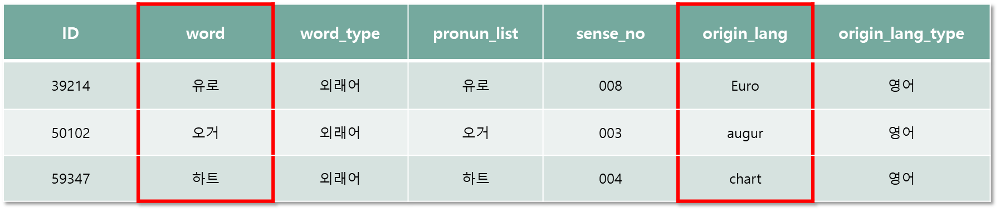 ID word word_type pronun_list sense_no origin_lang origin_lang_type
39214 유로 외래어 유로 008 Euro 영어
50102 오거 외래어 오거 003 augur 영어
59347 하트 외래어 하트 004 chart 영어